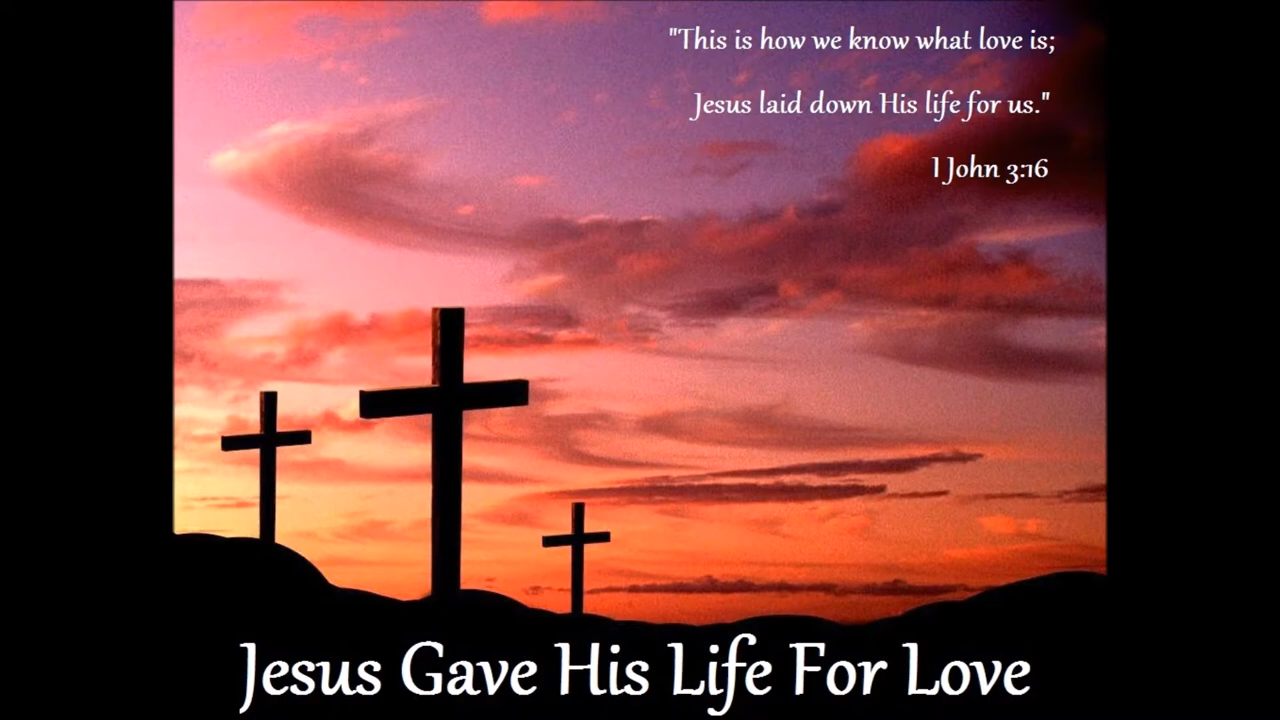 "This is how we know what love is;
Jesus laid down His life for us."
I John 3:16
Jesus Gave His Life For Love